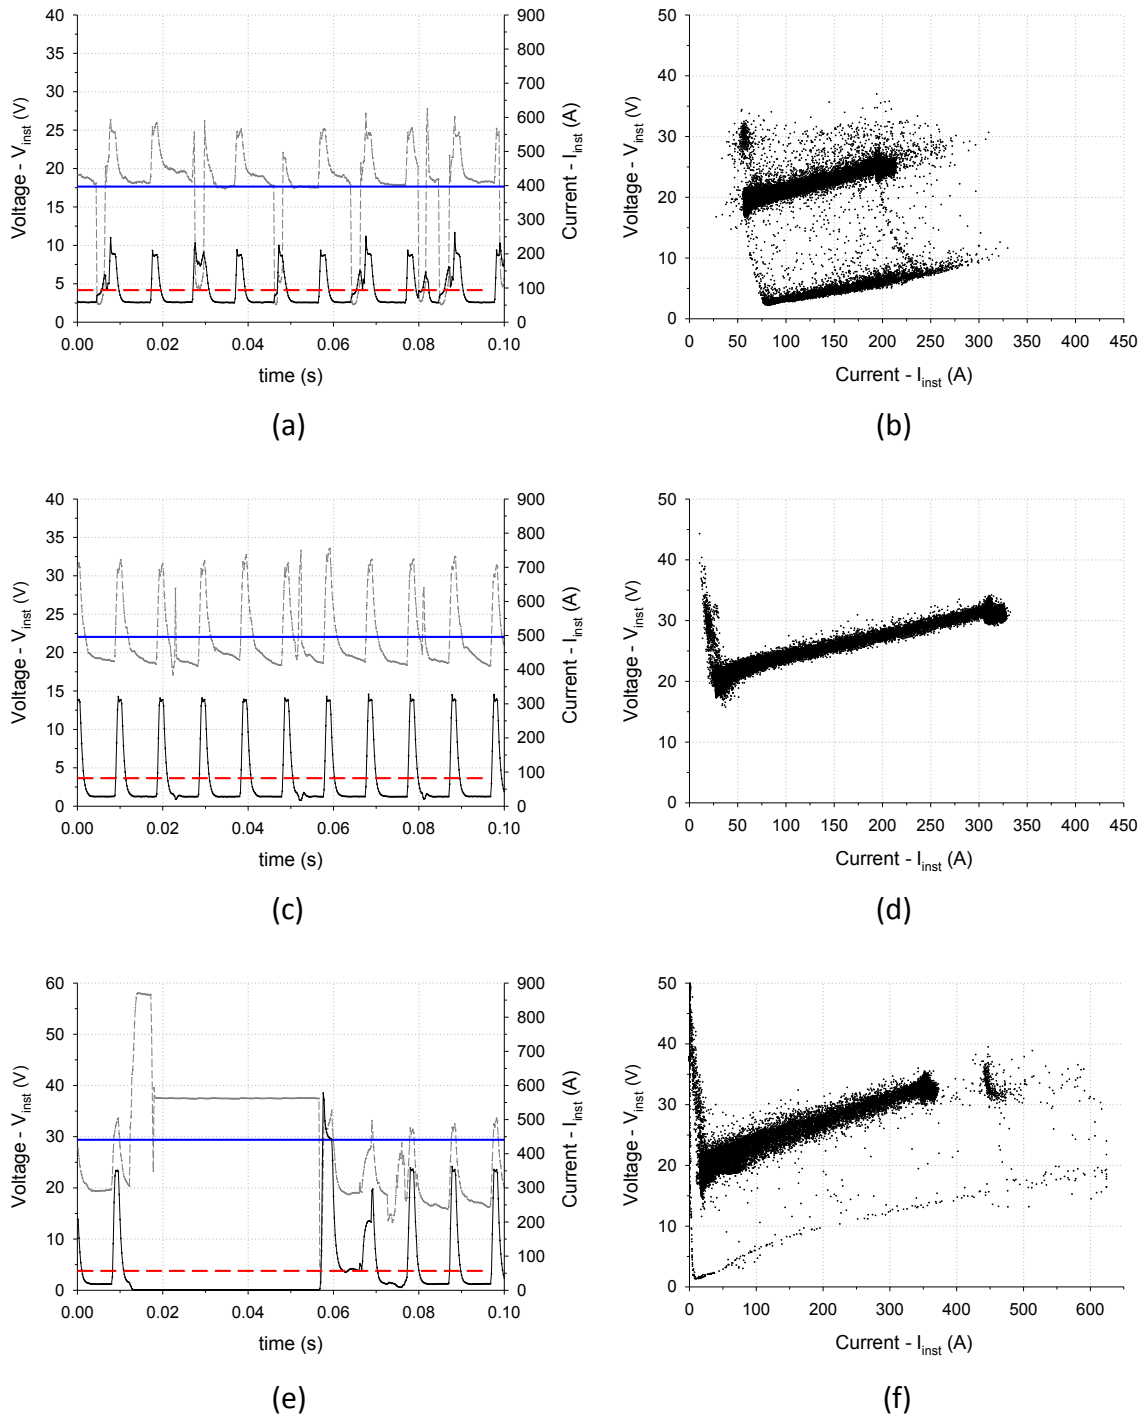 40 35 30 25 20 15 10 5 0
Voltage - Vinst (V)
900 800 700 600 500 400 300 200 100 0
Current - Iinst (A)
0.00 0.02 0.04 0.06 0.08 0.10
time (s)
(a)
50 40 30 20 10 0
Voltage - Vinst (V)
0 50 100 150 200 250 300 350 400 450
Current - Iinst (A)
(b)
40 35 30 25 20 15 10 5 0
Voltage - Vinst (V)
900 800 700 600 500 400 300 200 100 0
Current - Iinst (A)
0.00 0.02 0.04 0.06 0.08 0.10
time (s)
(c)
50 40 30 20 10 0
Voltage - Vinst (V)
0 50 100 150 200 250 300 350 400 450
Current - Iinst (A)
(d)
60 50 40 30 20 10 0
Voltage - Vinst (V)
900 800 700 600 500 400 300 200 100 0
Current - Iinst (A)
0.00 0.02 0.04 0.06 0.08 0.10
time (s)
(e)
50 40 30 20 10 0
Voltage - Vinst (V)
0 100 200 300 400 500 600
Current - Iinst (A)
(f)